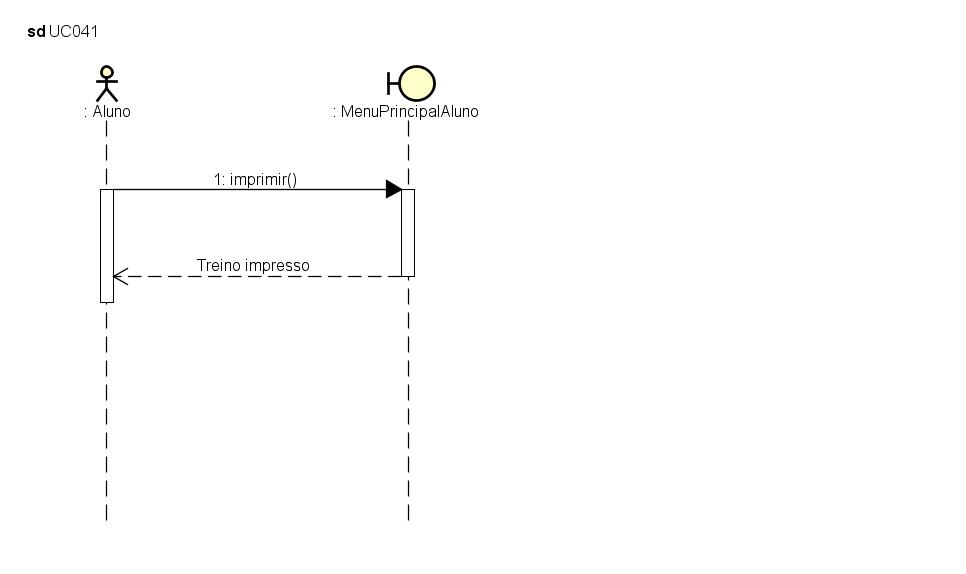 sd UC041
: Aluno
: MenuPrincipalAluno
1: imprimir()
Treino impresso